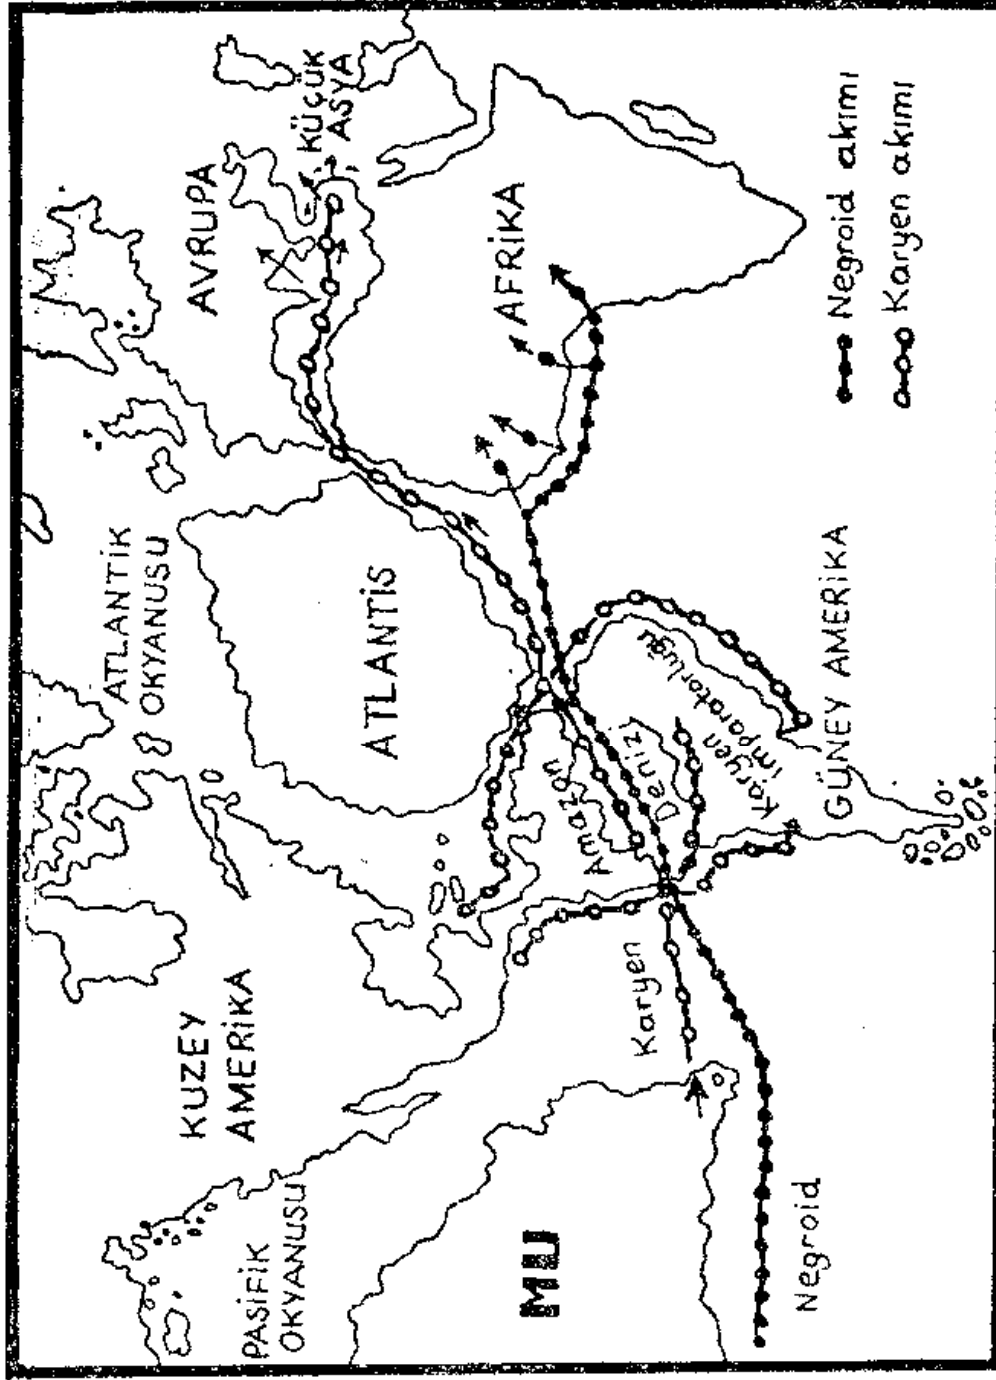 PASİFİK
OKYANUSU
KUZEY
AMERİKA
ATLANTİK
OKYANUSU
AVRUPA
KÜÇÜK
ASYA
MU
ATLANTİS
AFRİKA
Karyen
Amazon
Denizi
Karyen
imparatorluğu
Negroid
GÜNEY AMERİKA
Negroid akımı
Karyen akımı